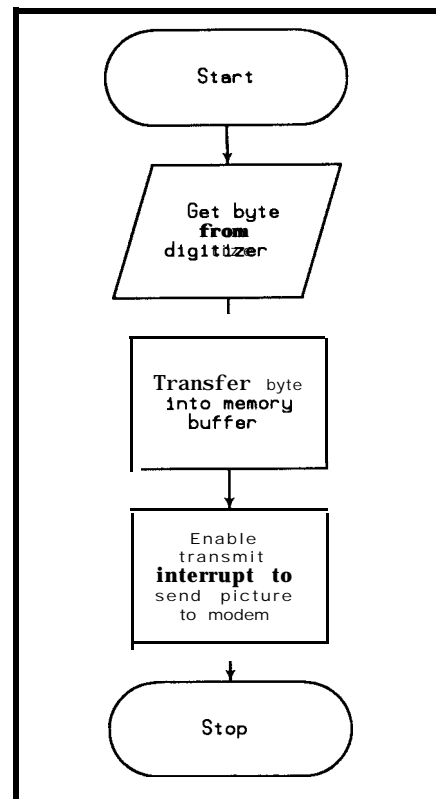 Start
Get byte
from
digitizer
Transfer byte
into memory
buffer
Enable
transmit
interrupt to
send picture
to modem
Stop